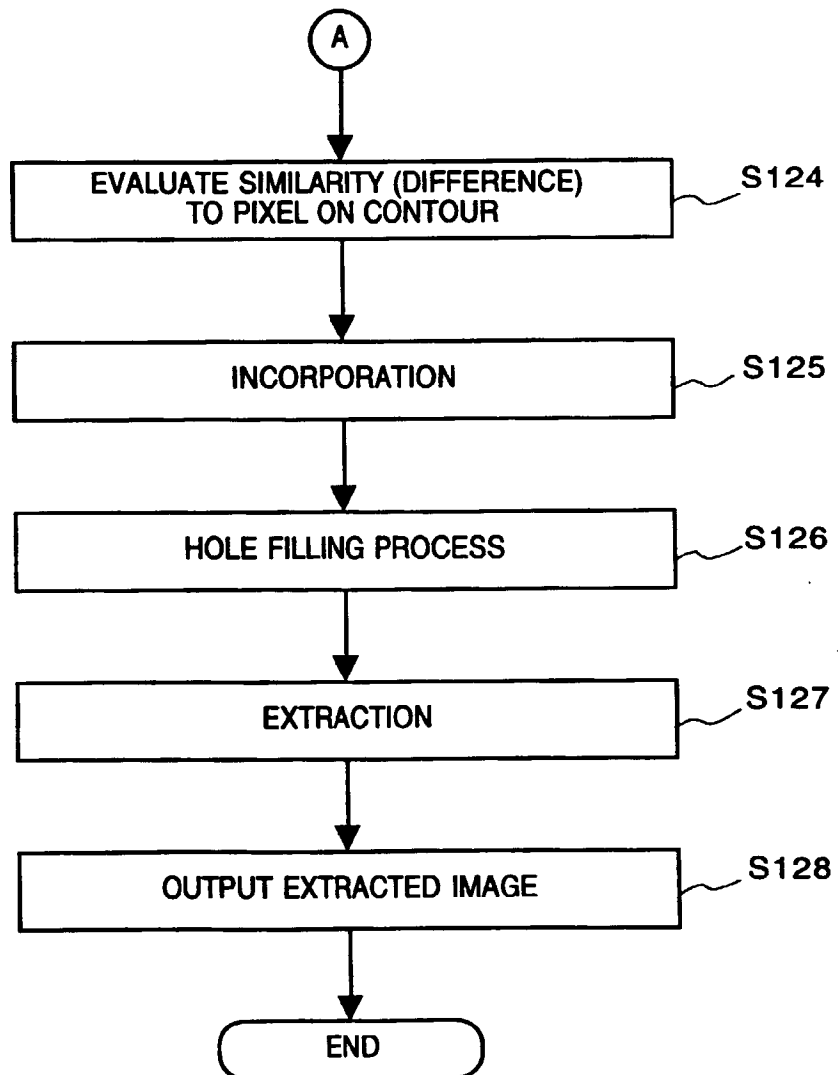 A
EVALUATE SIMILARITY (DIFFERENCE)
TO PIXEL ON CONTOUR
S124
INCORPORATION
S125
HOLE FILLING PROCESS
S126
EXTRACTION
S127
OUTPUT EXTRACTED IMAGE
S128
END